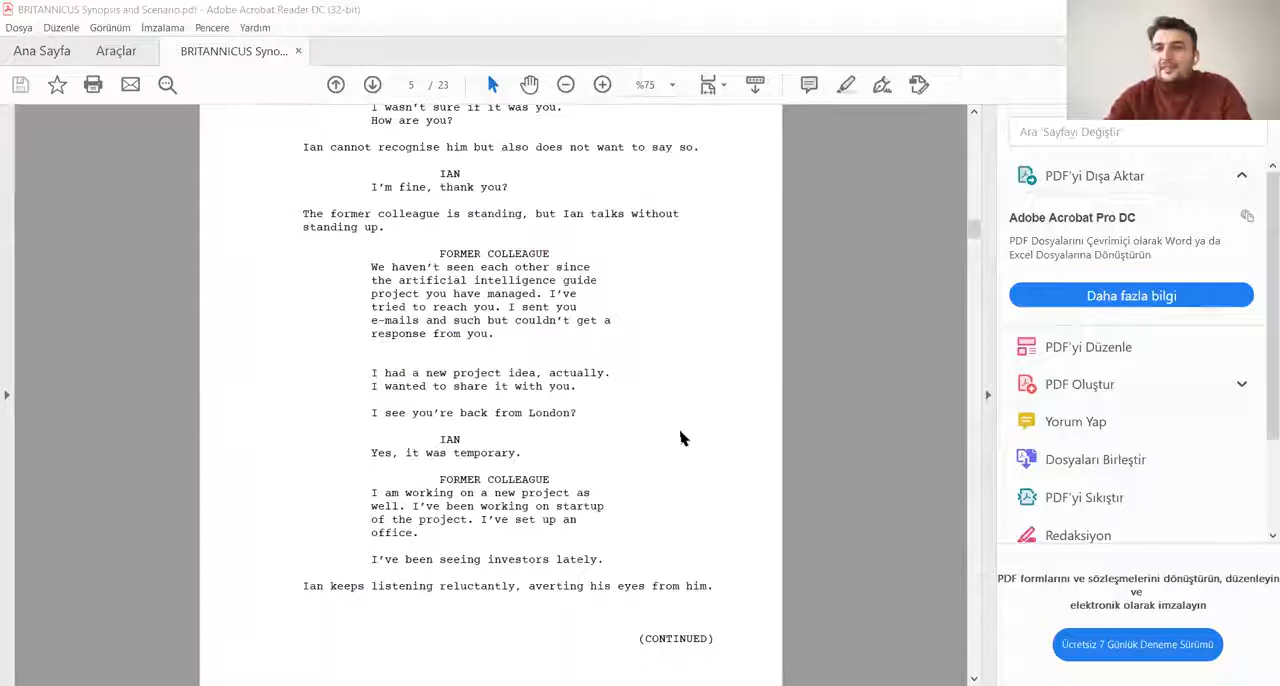 BRITANNICUS Synopsis and Scenario.pdf - Adobe Acrobat Reader DC (32-bit)
Dosya Düzenle Görünüm İmzalama Pencere Yardım
Ana Sayfa Araçlar BRITANNICUS Syno... ×
5 / 23 %75
I wasn't sure if it was you.
How are you?
Ian cannot recognise him but also does not want to say so.
IAN
I'm fine, thank you?
The former colleague is standing, but Ian talks without
standing up.
FORMER COLLEAGUE
We haven't seen each other since
the artificial intelligence guide
project you have managed. I've
tried to reach you. I sent you
e-mails and such but couldn't get a
response from you.
I had a new project idea, actually.
I wanted to share it with you.
I see you're back from London?
IAN
Yes, it was temporary.
FORMER COLLEAGUE
I am working on a new project as
well. I've been working on startup
of the project. I've set up an
office.
I've been seeing investors lately.
Ian keeps listening reluctantly, averting his eyes from him.
(CONTINUED)
Ara 'Sayfayı Değiştir'
PDF'yi Dışa Aktar
Adobe Acrobat Pro DC
PDF Dosyalarını Çevrimiçi olarak Word ya da
Excel Dosyalarına Dönüştürün
Daha fazla bilgi
PDF'yi Düzenle
PDF Oluştur
Yorum Yap
Dosyaları Birleştir
PDF'yi Sıkıştır
Redaksiyon
PDF formlarını ve sözleşmelerini dönüştürün, düzenleyin
ve
elektronik olarak imzalayın
Ücretsiz 7 Günlük Deneme Sürümü